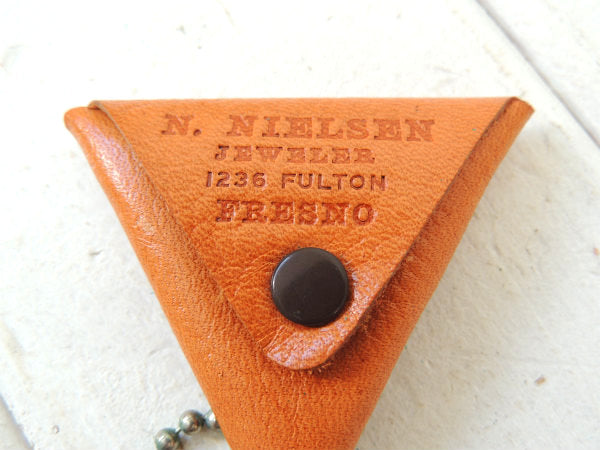 N. NIELSEN
JEWELER
1236 FULTON
FRESNO